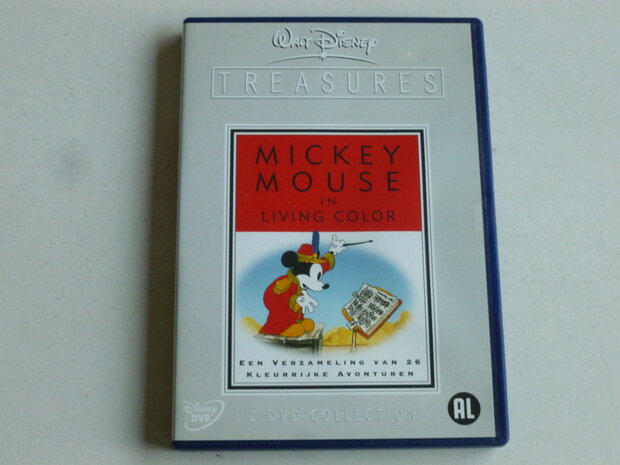 Walt Disney
TREASURES
MICKEY
MOUSE
IN
LIVING COLOR
EEN VERZAMELING VAN 26
KLEURRIJKE AVONTUREN
Disney
DVD
2 DVD COLLECTION
AL